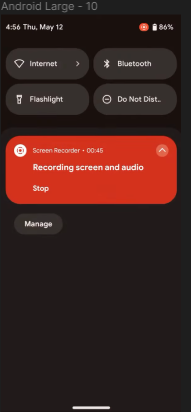 Android Large - 10
4:56 Thu, May 12
86%
Internet
Bluetooth
Flashlight
Do Not Dist..
Screen Recorder • 00:45
Recording screen and audio
Stop
Manage